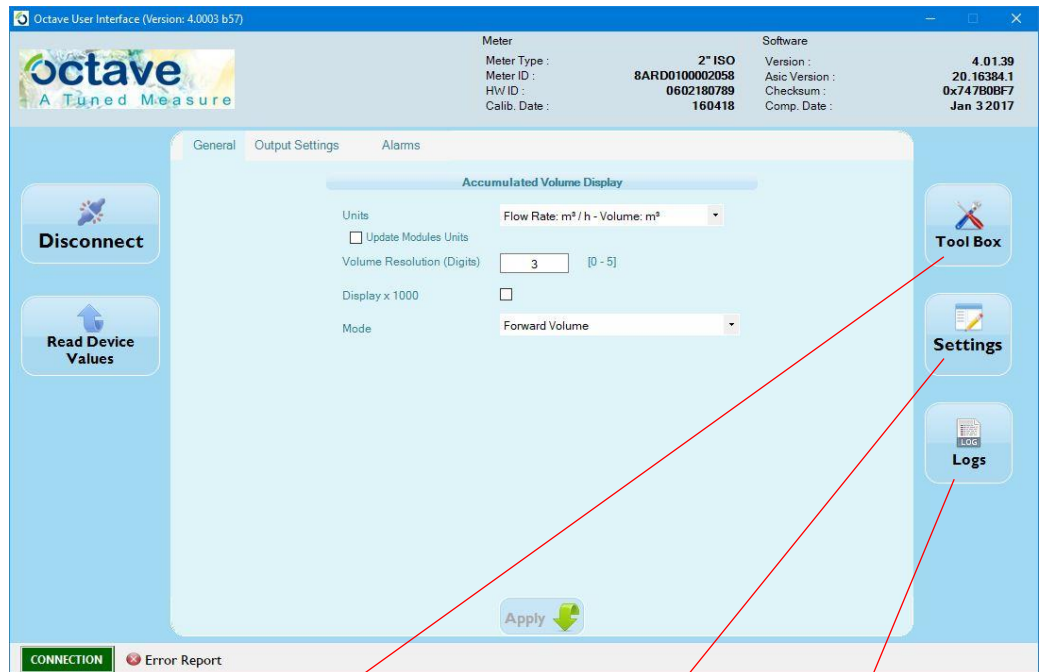 Octave User Interface (Version: 4.0003 b57)
Octave
A Tuned Measure
Meter
Meter Type : 2" ISO
Meter ID : 8ARD0100002058
HW ID : 0602180789
Calib. Date : 160418
Software
Version : 4.01.39
Asic Version : 20.16384.1
Checksum : 0x747B0BF7
Comp. Date : Jan 3 2017
General Output Settings Alarms
Accumulated Volume Display
Disconnect
Read Device
Values
Units Flow Rate: m³ / h - Volume: m³
Update Modules Units
Volume Resolution (Digits) 3 [0 - 5]
Display x 1000
Mode Forward Volume
Apply
Tool Box
Settings
LOG
Logs
CONNECTION Error Report